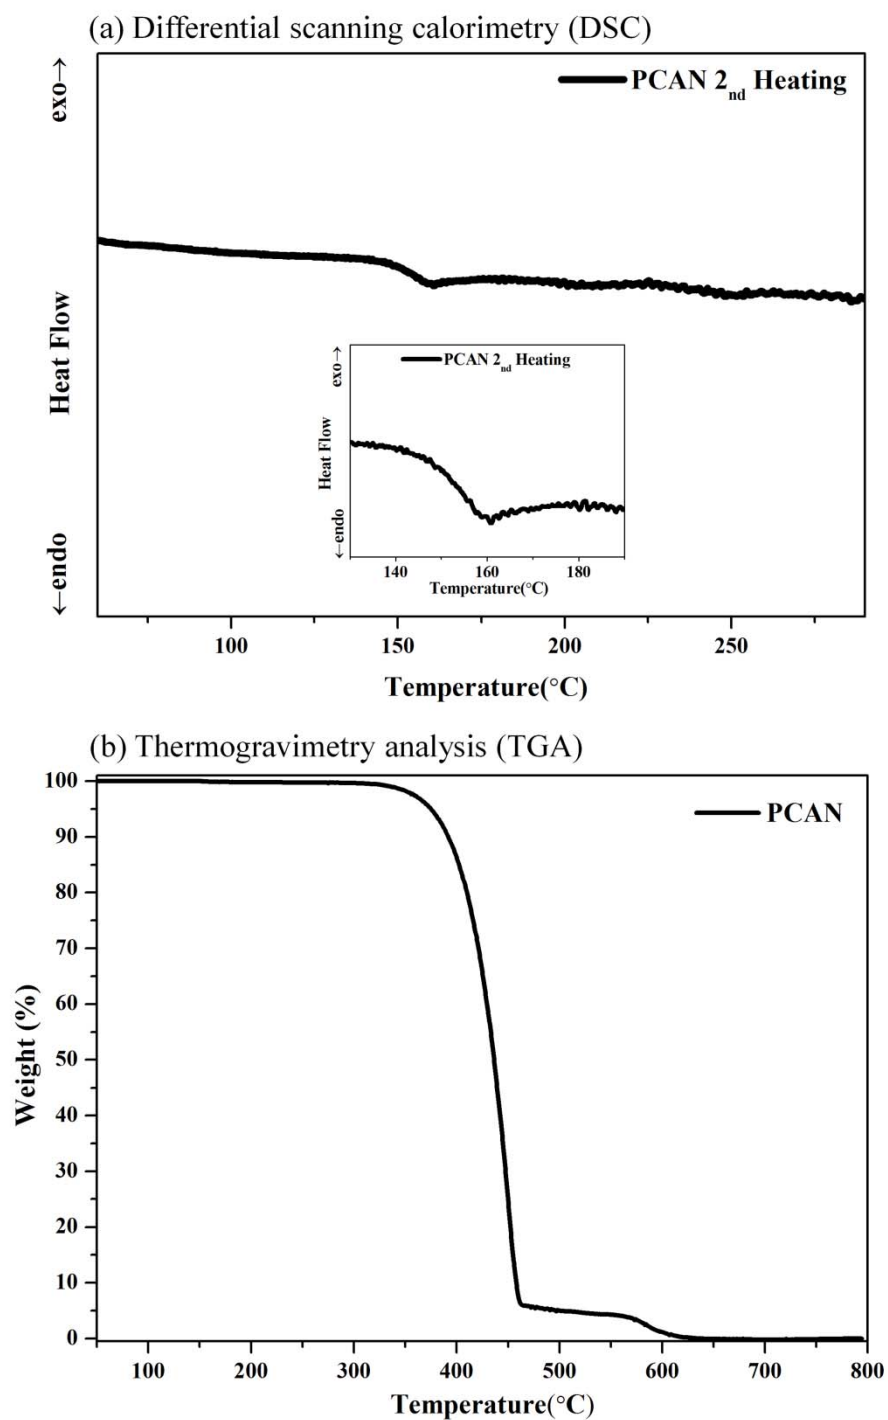 (a) Differential scanning calorimetry (DSC)
PCAN 2nd Heating
exo→
Heat Flow
←endo
PCAN 2nd Heating
exo→
Heat Flow
←endo
140 160 180
Temperature(°C)
100 150 200 250
Temperature(°C)
(b) Thermogravimetry analysis (TGA)
PCAN
100
90
80
70
60
50
40
30
20
10
0
Weight (%)
100 200 300 400 500 600 700 800
Temperature(°C)